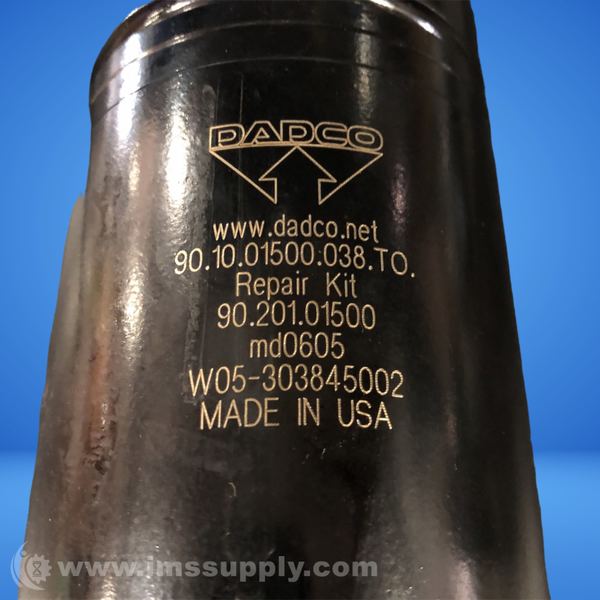 DADCO
www.dadco.net
90.10.01500.038.TO.
Repair Kit
90.201.01500
md0605
W05-303845002
MADE IN USA
www.imssupply.com